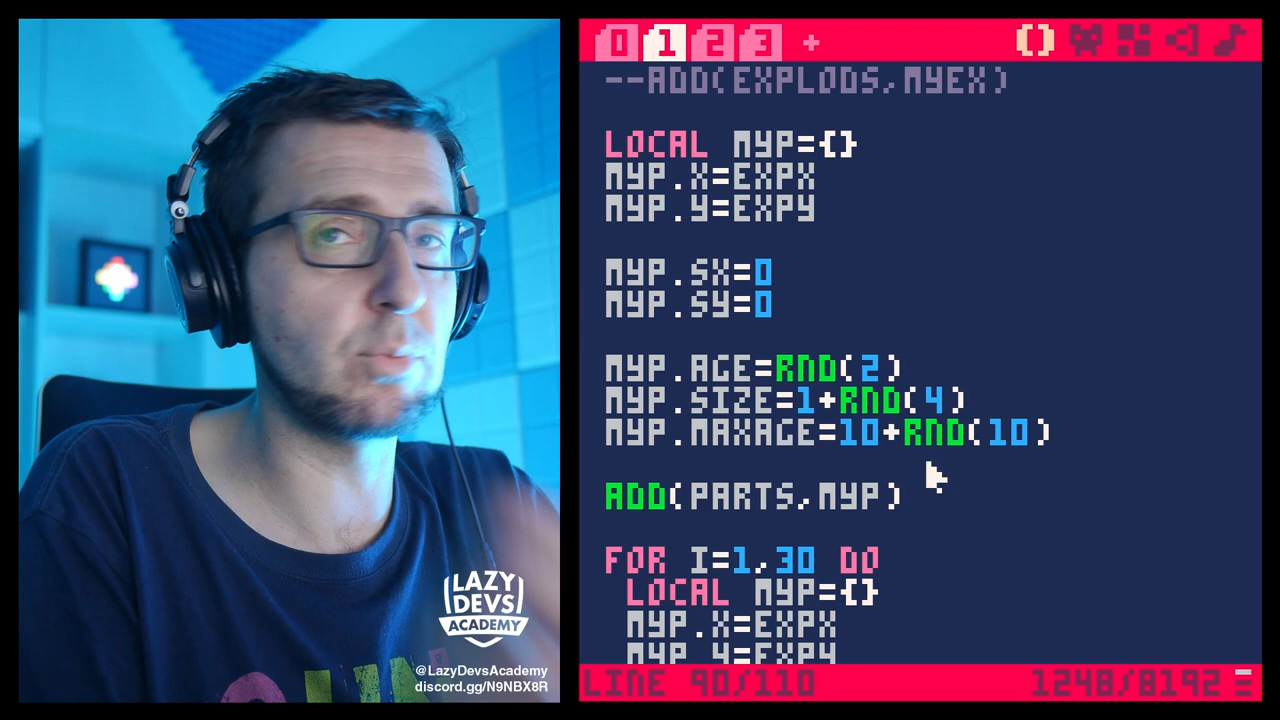 0 1 2 3 +
--ADD(EXPLODS,MYEX)
LOCAL MYP={}
MYP.X=EXPX
MYP.Y=EXPY
MYP.SX=0
MYP.SY=0
MYP.AGE=RND(2)
MYP.SIZE=1+RND(4)
MYP.MAXAGE=10+RND(10)
ADD(PARTS,MYP)
FOR I=1,30 DO
LOCAL MYP={}
MYP.X=EXPX
MYP.Y=EXPY
LINE 90/110 1248/8192
LAZY
DEVS
ACADEMY
@LazyDevsAcademy
discord.gg/N9NBX8R